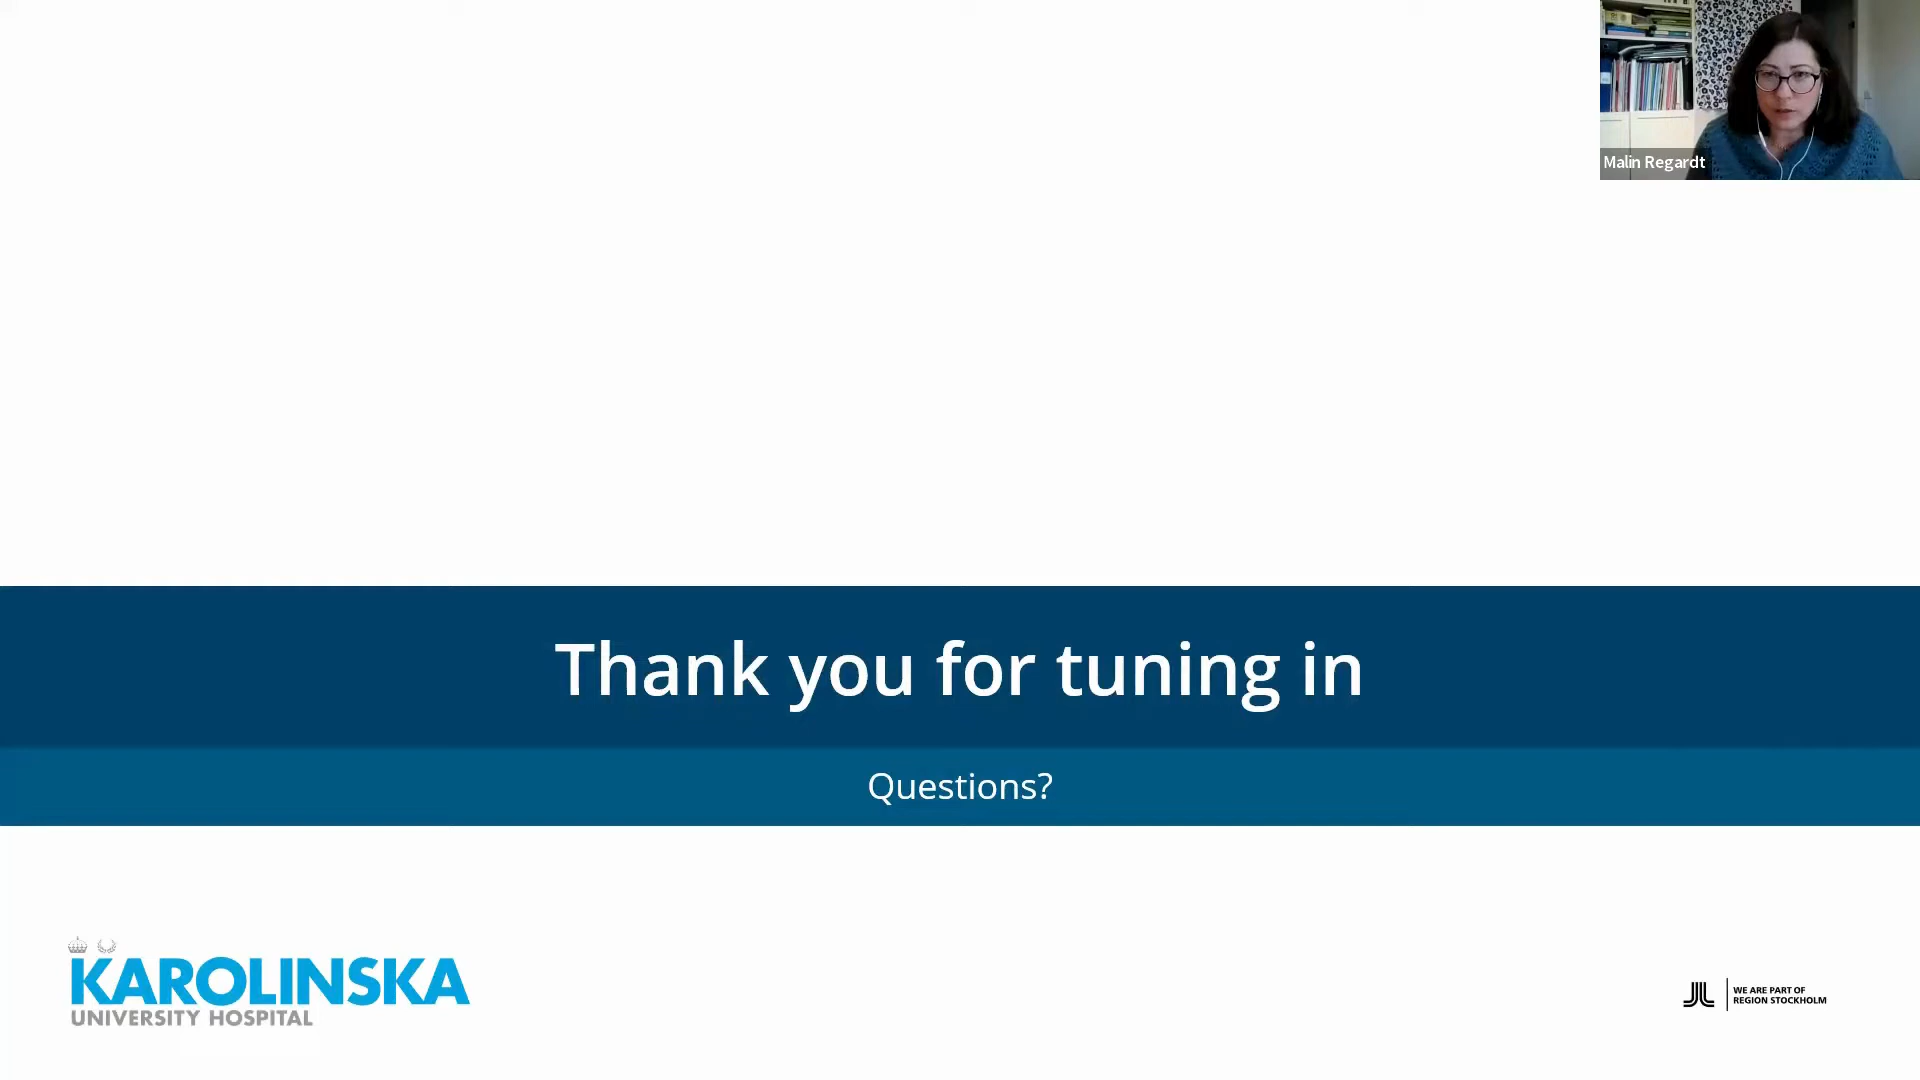 Malin Regardt
Thank you for tuning in
Questions?
KAROLINSKA
UNIVERSITY HOSPITAL
WE ARE PART OF
REGION STOCKHOLM